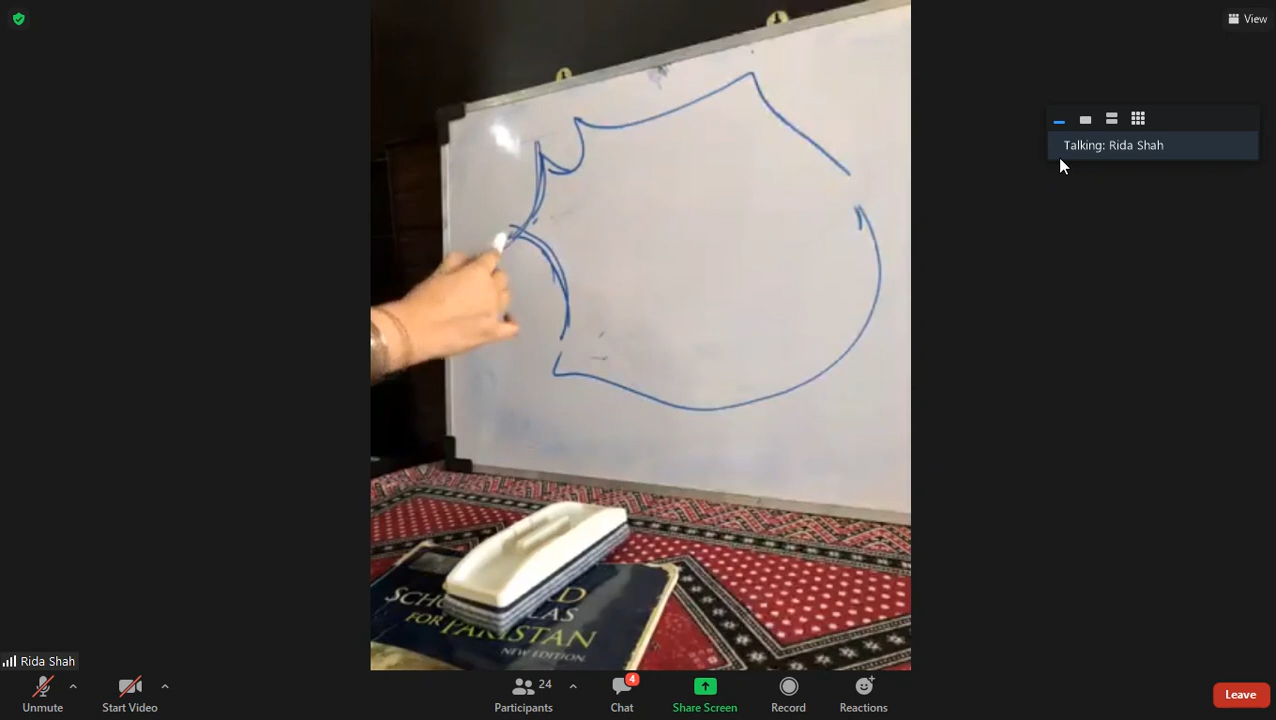 View
Talking: Rida Shah
D
SCHO LAS
FOR PAKISTAN
NEW EDITION
Rida Shah
Unmute
Start Video
24
Participants
4
Chat
Share Screen
Record
Reactions
Leave